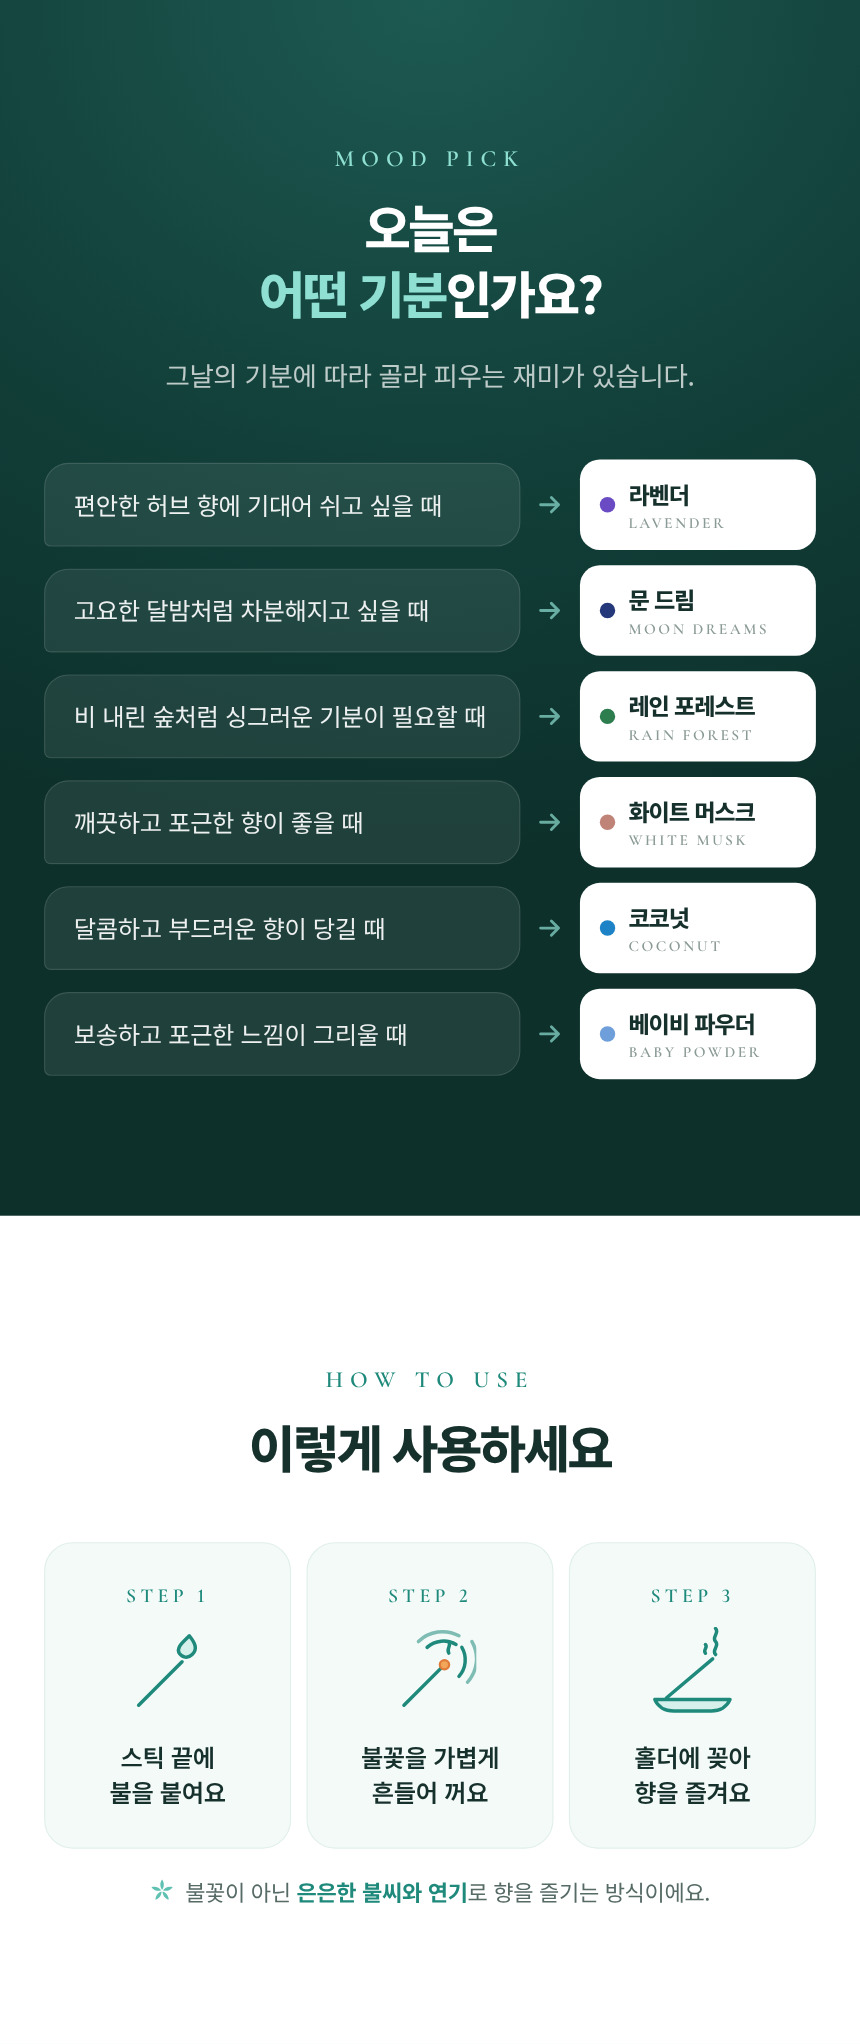 MOOD PICK
오늘은
어떤 기분인가요?
그날의 기분에 따라 골라 피우는 재미가 있습니다.
편안한 허브 향에 기대어 쉬고 싶을 때
라벤더
LAVENDER
고요한 달밤처럼 차분해지고 싶을 때
문 드림
MOON DREAMS
비 내린 숲처럼 싱그러운 기분이 필요할 때
레인 포레스트
RAIN FOREST
깨끗하고 포근한 향이 좋을 때
화이트 머스크
WHITE MUSK
달콤하고 부드러운 향이 당길 때
코코넛
COCONUT
보송하고 포근한 느낌이 그리울 때
베이비 파우더
BABY POWDER
HOW TO USE
이렇게 사용하세요
STEP 1
스틱 끝에
불을 붙여요
STEP 2
불꽃을 가볍게
흔들어 꺼요
STEP 3
홀더에 꽂아
향을 즐겨요
불꽃이 아닌 은은한 불씨와 연기로 향을 즐기는 방식이에요.